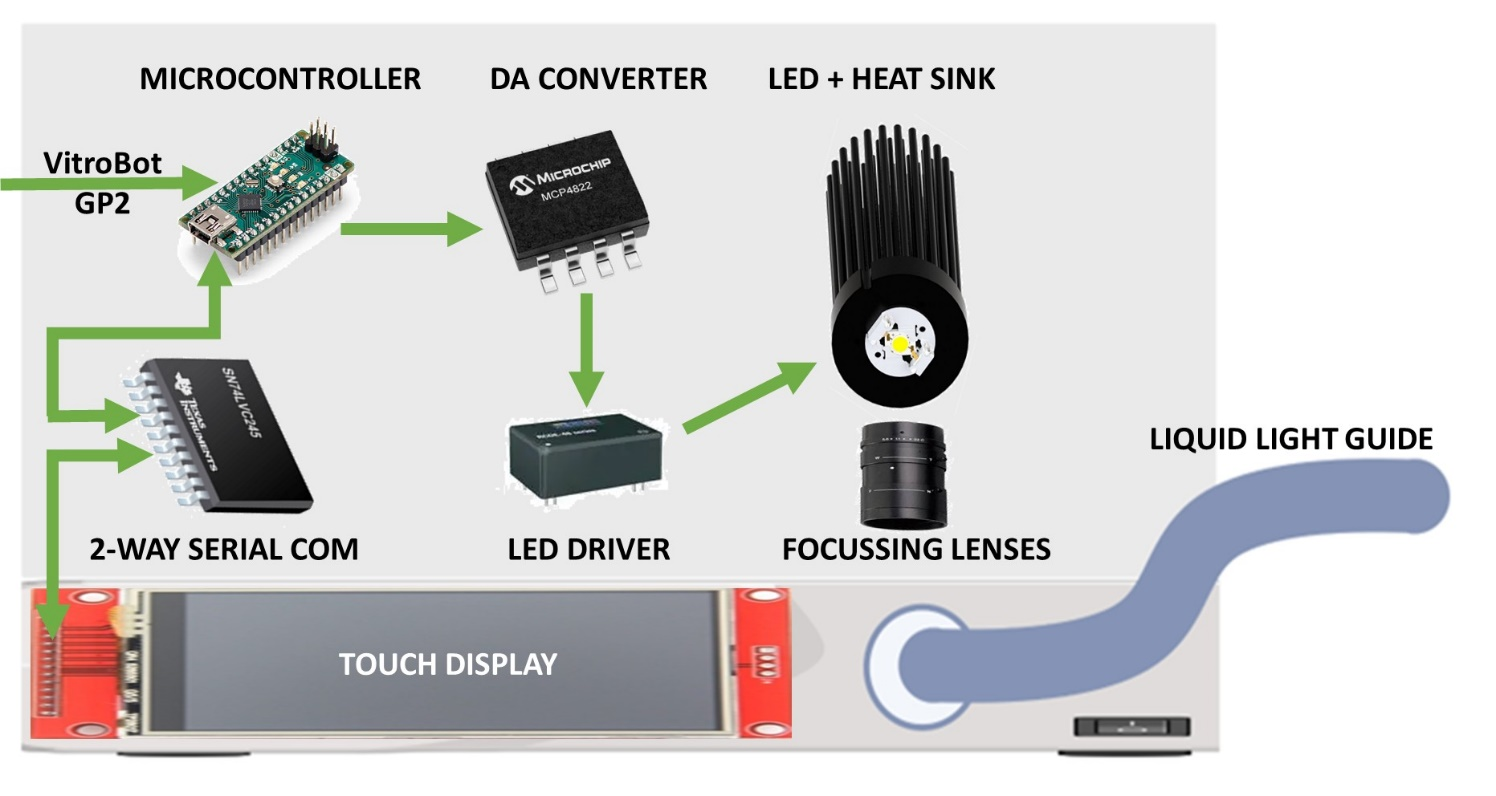 MICROCONTROLLER
DA CONVERTER
LED + HEAT SINK
VitroBot
GP2
MICROCHIP
MCP4822
SN74LVC245
TEXAS
INSTRUMENTS
LIQUID LIGHT GUIDE
2-WAY SERIAL COM
LED DRIVER
FOCUSSING LENSES
TOUCH DISPLAY